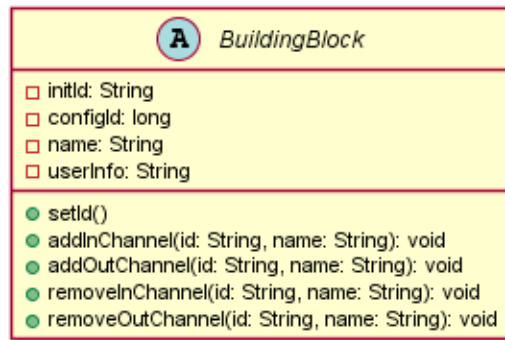 A BuildingBlock
initId: String
configId: long
name: String
userInfo: String
setId()
addInChannel(id: String, name: String): void
addOutChannel(id: String, name: String): void
removeInChannel(id: String, name: String): void
removeOutChannel(id: String, name: String): void